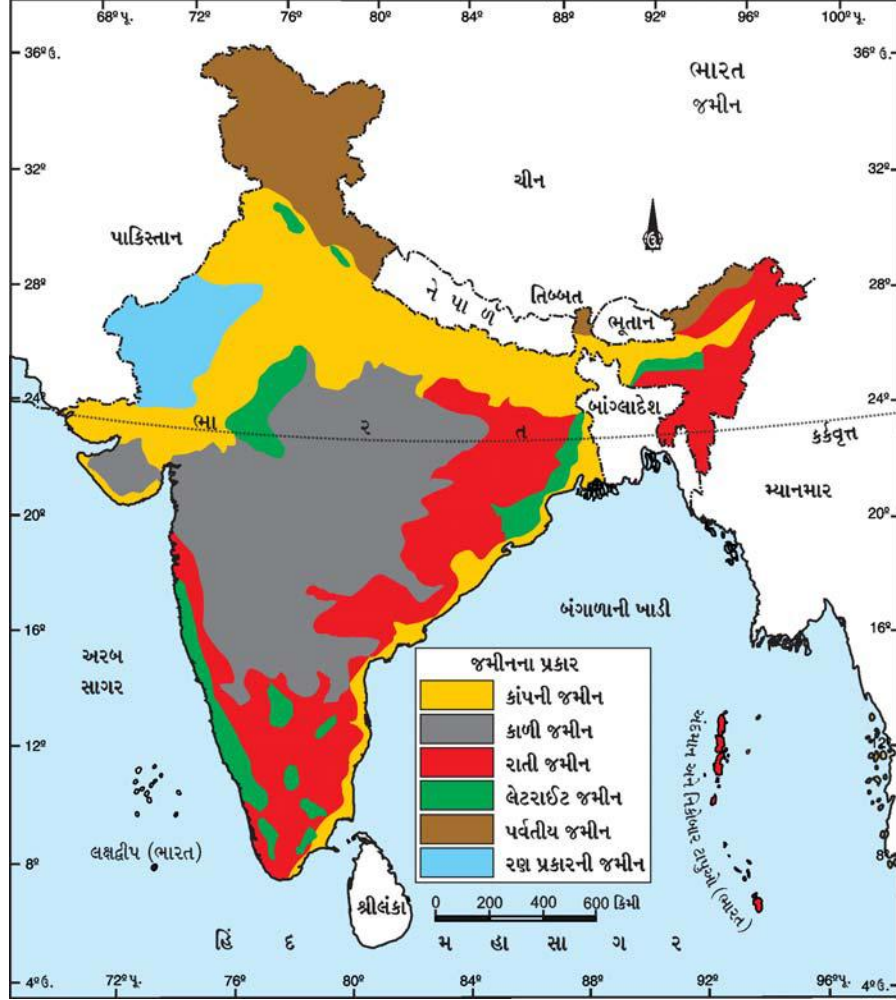 68º પૂ. 72º 76º 80º 84º 88º 92º 96º 100º પૂ.
36º ઉ. 36º ઉ.
ભારત
જમીન
32º ચીન 32º
પાકિસ્તાન
ઉ
28º નેપાળ તિબ્બત 28º
ભૂતાન
24º ભા ર ત બાંગ્લાદેશ 24º
કર્કવૃત્ત
મ્યાનમાર
20º 20º
બંગાળાની ખાડી
16º 16º
અરબ
સાગર
જમીનના પ્રકાર
કાંપની જમીન
કાળી જમીન
રાતી જમીન
લેટરાઈટ જમીન
પર્વતીય જમીન
રણ પ્રકારની જમીન
12º 12º
અંદમાન અને નિકોબાર ટાપુઓ (ભારત)
લક્ષદ્વીપ (ભારત)
8º 8º
શ્રીલંકા
0 200 400 600 કિમી
હિં દ મ હા સા ગ ર
4º ઉ. 72º પૂ. 76º 80º 84º 88º 92º 96º પૂ. 4º ઉ.